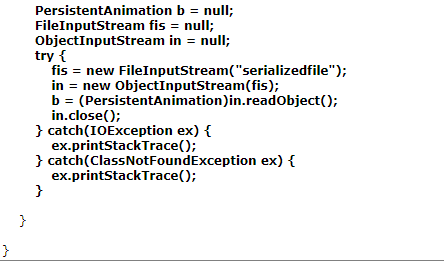 PersistentAnimation b = null;
FileInputStream fis = null;
ObjectInputStream in = null;
try {
fis = new FileInputStream("serializedfile");
in = new ObjectInputStream(fis);
b = (PersistentAnimation)in.readObject();
in.close();
} catch(IOException ex) {
ex.printStackTrace();
} catch(ClassNotFoundException ex) {
ex.printStackTrace();
}
}
}